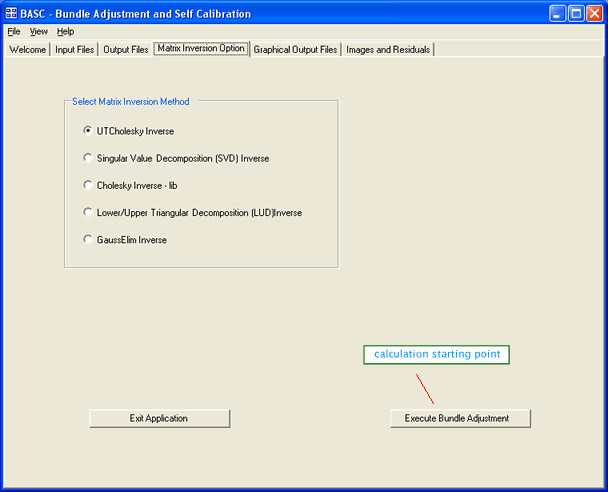 BASC - Bundle Adjustment and Self Calibration
File View Help
Welcome Input Files Output Files Matrix Inversion Option Graphical Output Files Images and Residuals
Select Matrix Inversion Method
UTCholesky Inverse
Singular Value Decomposition (SVD) Inverse
Cholesky Inverse - lib
Lower/Upper Triangular Decomposition (LUD)Inverse
GaussElim Inverse
calculation starting point
Exit Application Execute Bundle Adjustment